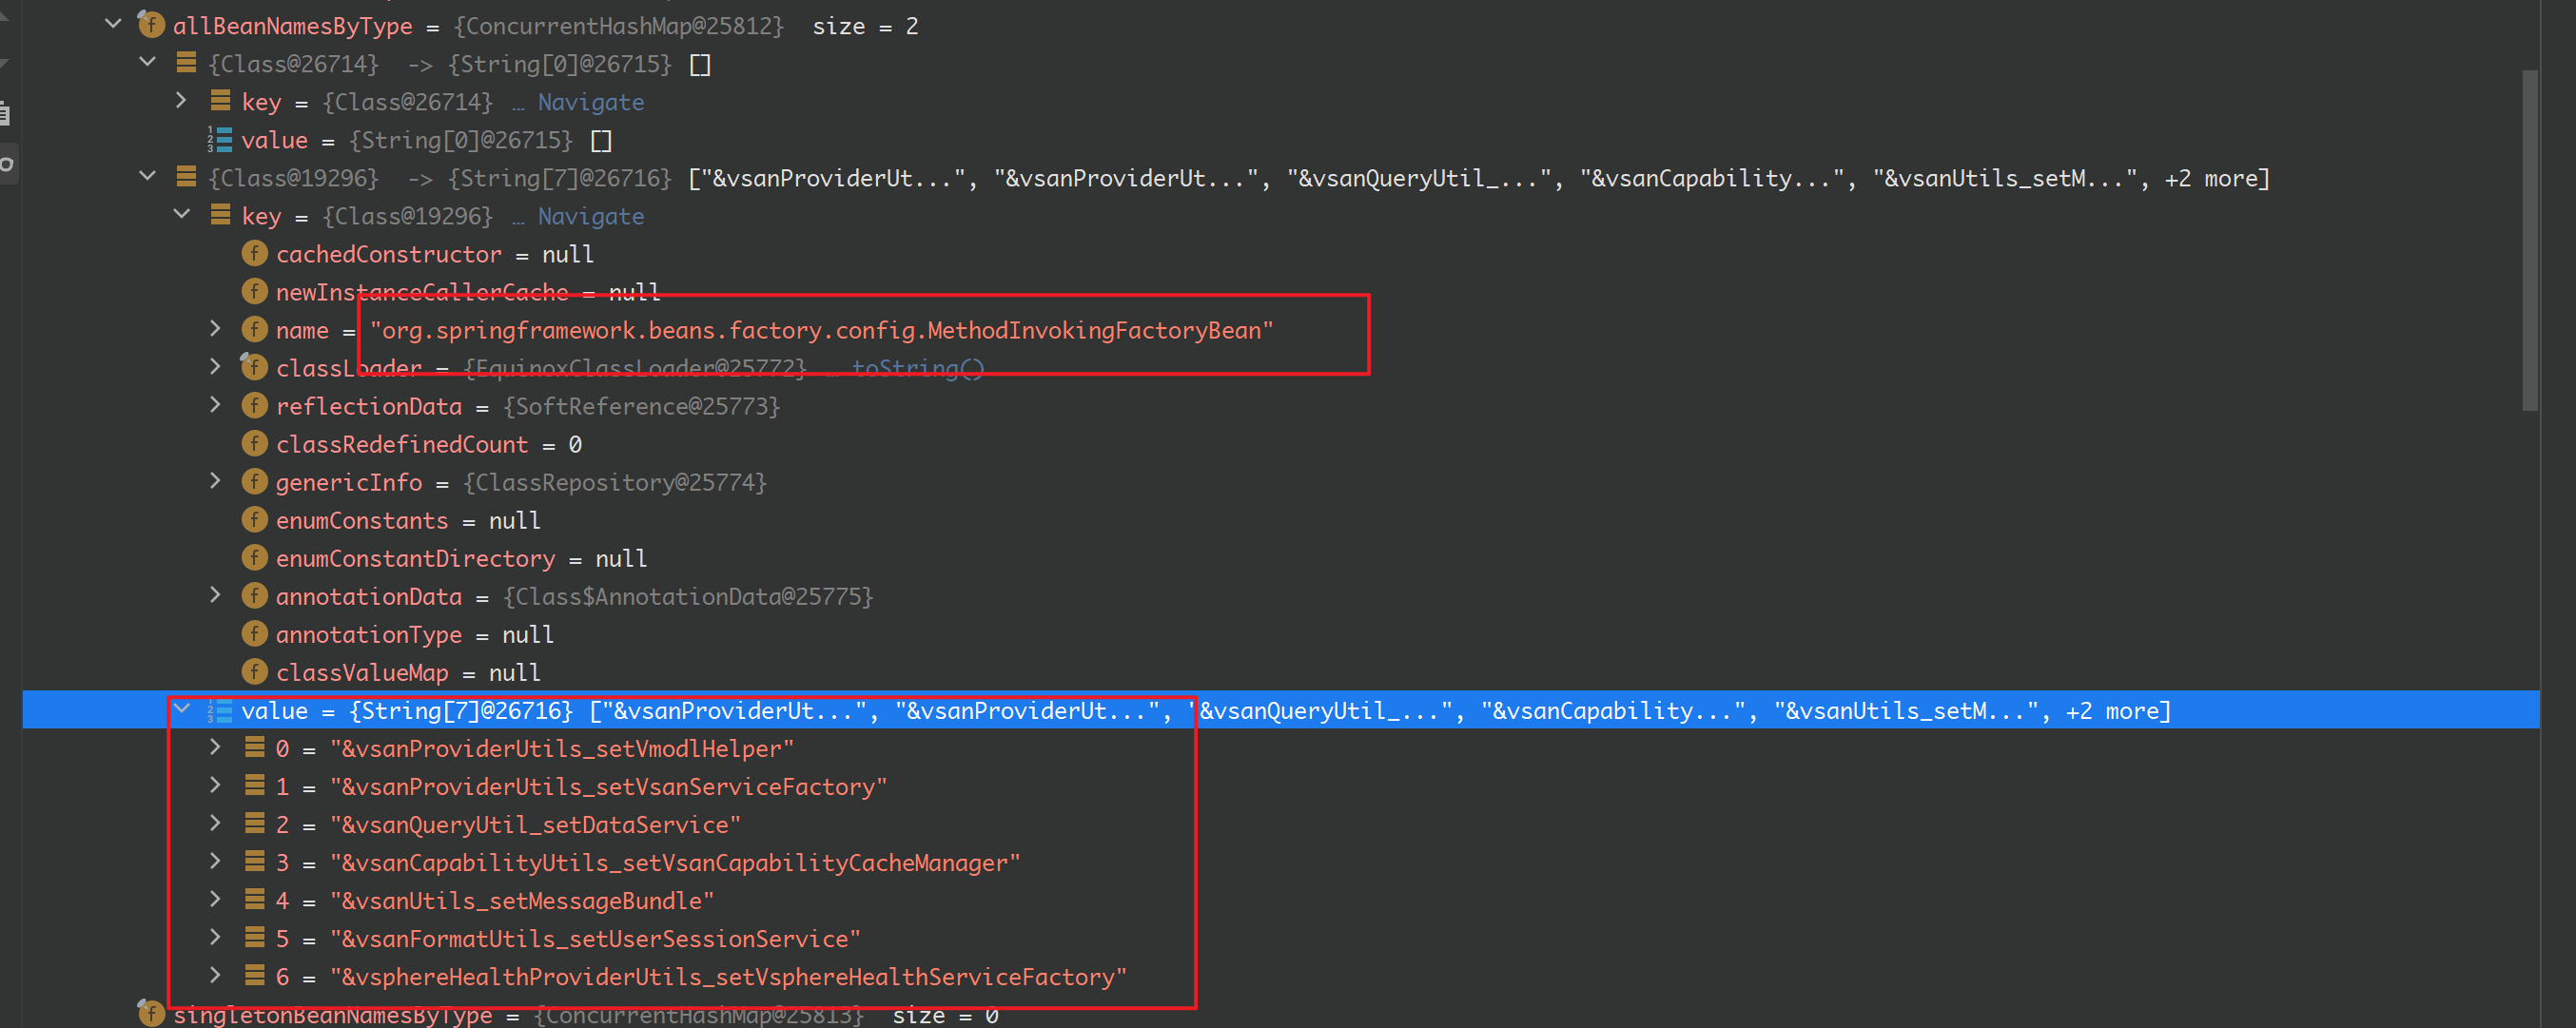 allBeanNamesByType = {ConcurrentHashMap@25812} size = 2
{Class@26714} -> {String[0]@26715} []
key = {Class@26714} … Navigate
value = {String[0]@26715} []
{Class@19296} -> {String[7]@26716} ["&vsanProviderUt...", "&vsanProviderUt...", "&vsanQueryUtil_...", "&vsanCapability...", "&vsanUtils_setM...", +2 more]
key = {Class@19296} … Navigate
cachedConstructor = null
newInstanceCallerCache = null
name = "org.springframework.beans.factory.config.MethodInvokingFactoryBean"
classLoader = {EquinoxClassLoader@25772} … toString()
reflectionData = {SoftReference@25773}
classRedefinedCount = 0
genericInfo = {ClassRepository@25774}
enumConstants = null
enumConstantDirectory = null
annotationData = {Class$AnnotationData@25775}
annotationType = null
classValueMap = null
value = {String[7]@26716} ["&vsanProviderUt...", "&vsanProviderUt...", "&vsanQueryUtil_...", "&vsanCapability...", "&vsanUtils_setM...", +2 more]
0 = "&vsanProviderUtils_setVmodlHelper"
1 = "&vsanProviderUtils_setVsanServiceFactory"
2 = "&vsanQueryUtil_setDataService"
3 = "&vsanCapabilityUtils_setVsanCapabilityCacheManager"
4 = "&vsanUtils_setMessageBundle"
5 = "&vsanFormatUtils_setUserSessionService"
6 = "&vsphereHealthProviderUtils_setVsphereHealthServiceFactory"
singletonBeanNamesByType = {ConcurrentHashMap@25813} size = 0